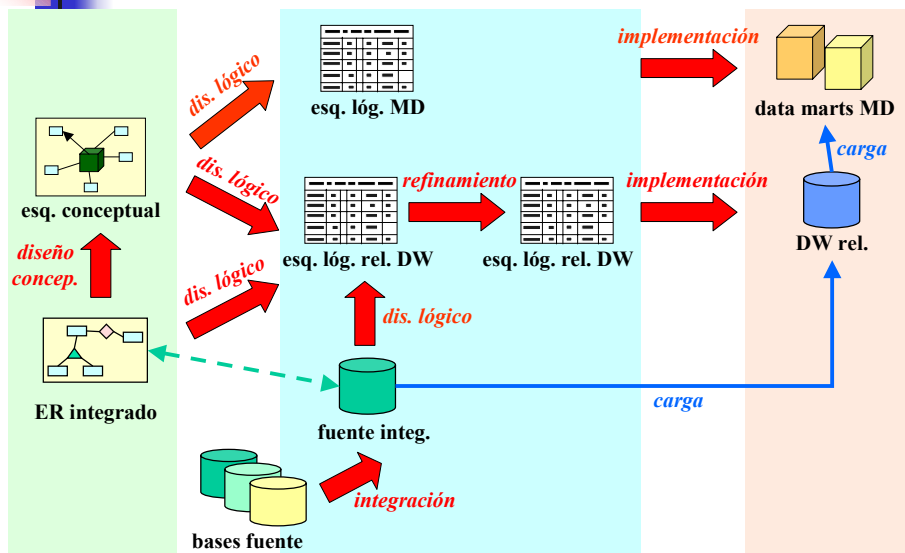 dis. lógico
esq. lóg. MD
implementación
data marts MD
carga
esq. conceptual
dis. lógico
refinamiento
implementación
esq. lóg. rel. DW
esq. lóg. rel. DW
DW rel.
diseño
concep.
dis. lógico
dis. lógico
ER integrado
fuente integ.
carga
integración
bases fuente